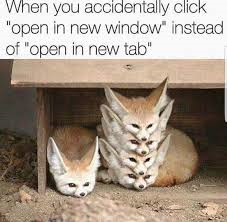 When you accidentally click
"open in new window" instead
of "open in new tab"